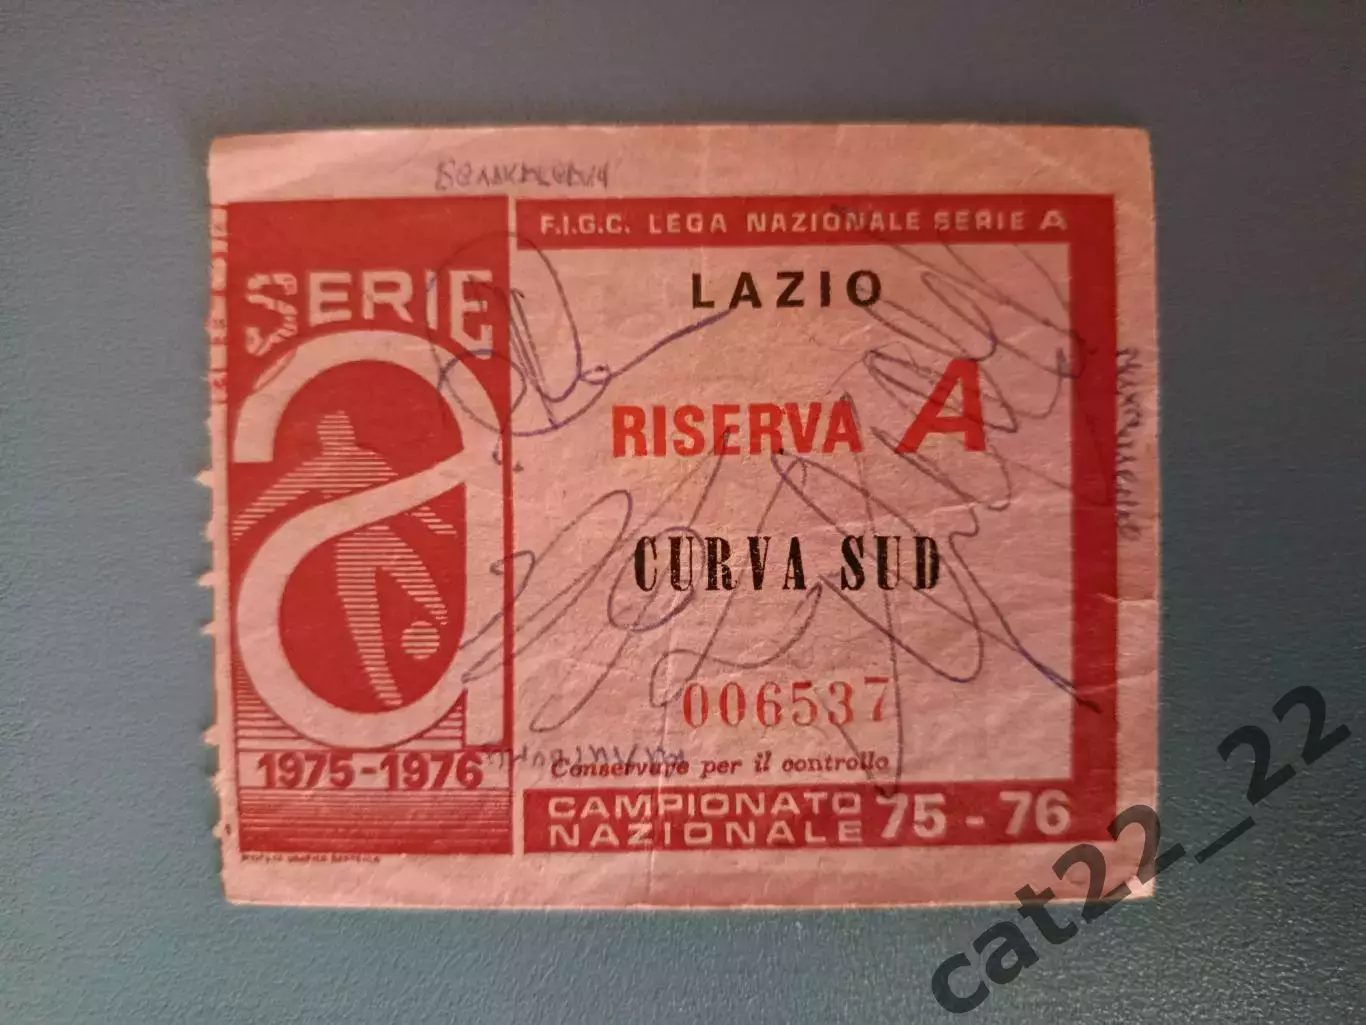 F.I.G.C. LEGA NAZIONALE SERIE A
SERIE
a
LAZIO
RISERVA A
CURVA SUD
006537
Conservare per il controllo
1975-1976
CAMPIONATO
NAZIONALE 75 - 76
cat22_22